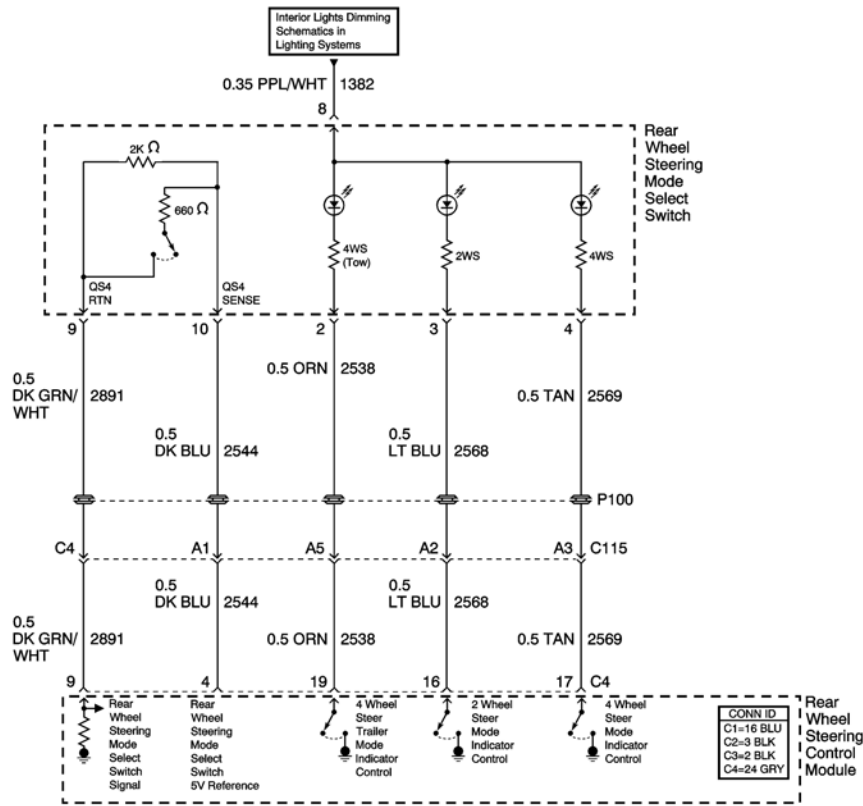 Interior Lights Dimming
Schematics in
Lighting Systems
0.35 PPL/WHT 1382
8
Rear
Wheel
Steering
Mode
Select
Switch
2K Ω
660 Ω
4WS
(Tow)
2WS
4WS
QS4
RTN
QS4
SENSE
9
10
2
3
4
0.5
DK GRN/
WHT
2891
0.5
DK BLU 2544
0.5 ORN 2538
0.5
LT BLU 2568
0.5 TAN 2569
P100
C4
A1
A5
A2
A3
C115
0.5
DK GRN/
WHT
2891
0.5
DK BLU 2544
0.5 ORN 2538
0.5
LT BLU 2568
0.5 TAN 2569
9
4
19
16
17
C4
Rear
Wheel
Steering
Mode
Select
Switch
Signal
Rear
Wheel
Steering
Mode
Select
Switch
5V Reference
4 Wheel
Steer
Trailer
Mode
Indicator
Control
2 Wheel
Steer
Mode
Indicator
Control
4 Wheel
Steer
Mode
Indicator
Control
CONN ID
C1=16 BLU
C2=3 BLK
C3=2 BLK
C4=24 GRY
Rear
Wheel
Steering
Control
Module